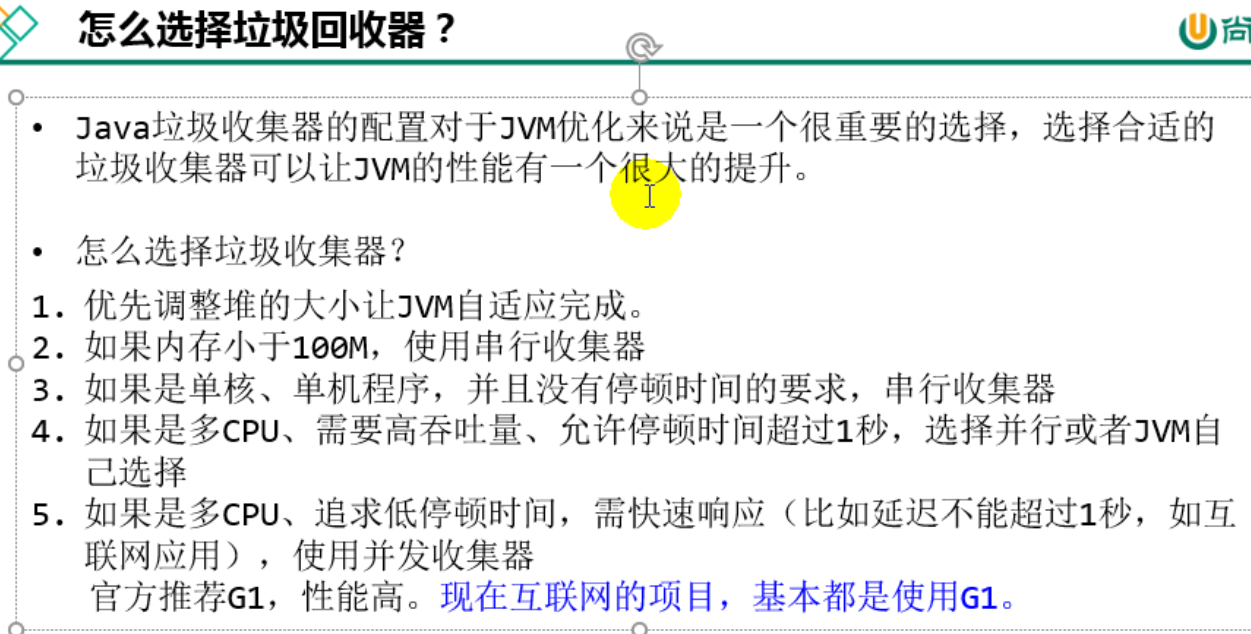 怎么选择垃圾回收器？
尚
• Java垃圾收集器的配置对于JVM优化来说是一个很重要的选择，选择合适的
垃圾收集器可以让JVM的性能有一个很大的提升。
• 怎么选择垃圾收集器？
1. 优先调整堆的大小让JVM自适应完成。
2. 如果内存小于100M，使用串行收集器
3. 如果是单核、单机程序，并且没有停顿时间的要求，串行收集器
4. 如果是多CPU、需要高吞吐量、允许停顿时间超过1秒，选择并行或者JVM自
己选择
5. 如果是多CPU、追求低停顿时间，需快速响应（比如延迟不能超过1秒，如互
联网应用），使用并发收集器
官方推荐G1，性能高。现在互联网的项目，基本都是使用G1。